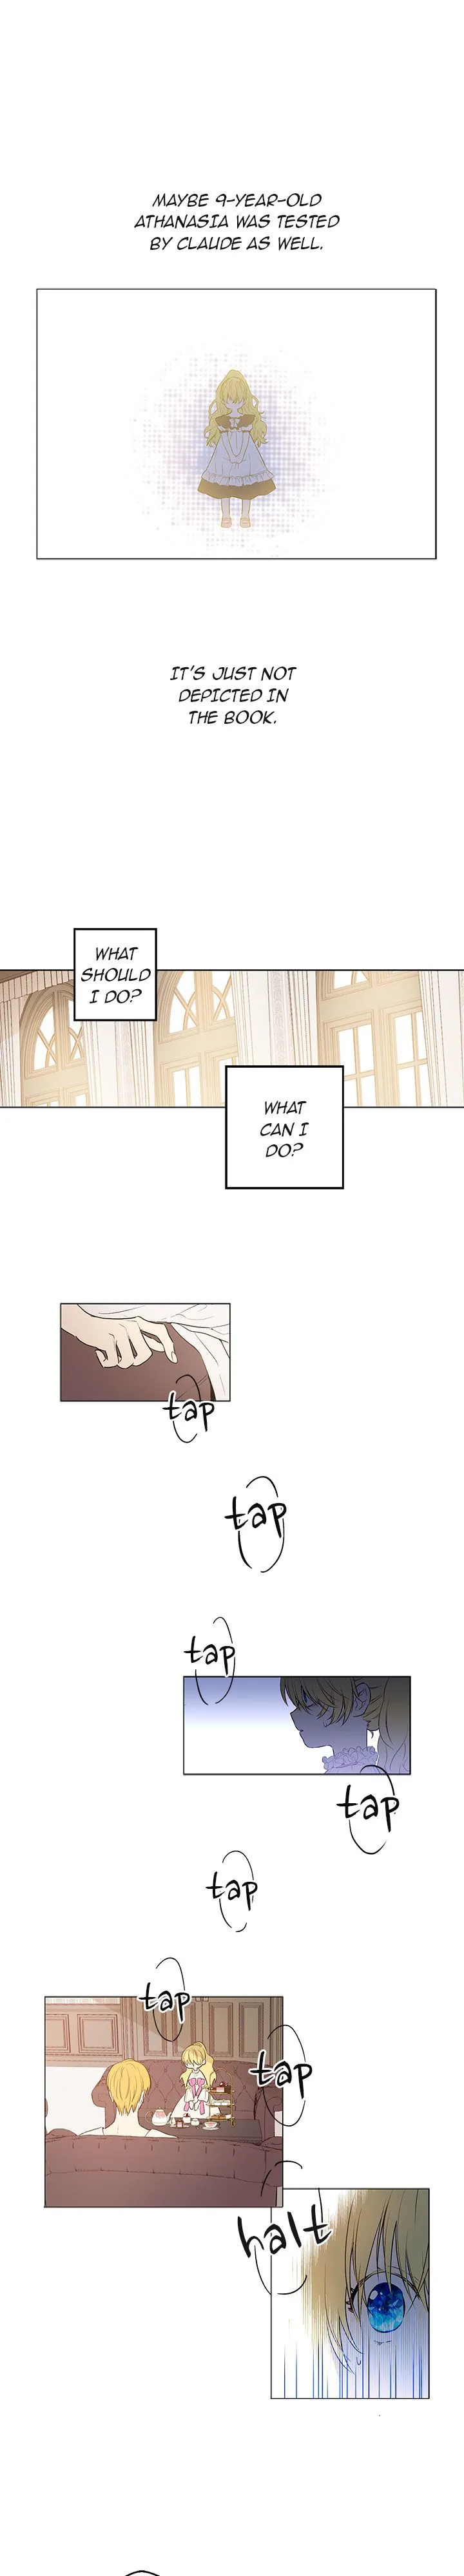 MAYBE 9-YEAR-OLD
ATHANASIA WAS TESTED
BY CLAUDE AS WELL.
IT'S JUST NOT
DEPICTED IN
THE BOOK.
WHAT
SHOULD
I DO?
WHAT
CAN I
DO?
tap
tap
tap
tap
tap
tap
tap
halt